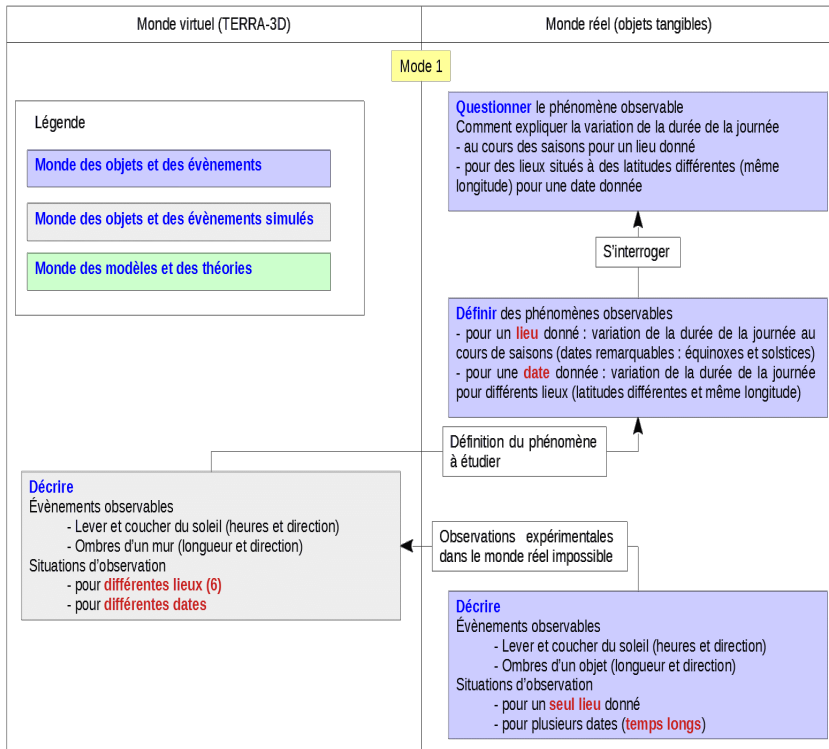 Monde virtuel (TERRA-3D)
Monde réel (objets tangibles)
Mode 1
Légende
Monde des objets et des évènements
Monde des objets et des évènements simulés
Monde des modèles et des théories
Questionner le phénomène observable
Comment expliquer la variation de la durée de la journée
- au cours des saisons pour un lieu donné
- pour des lieux situés à des latitudes différentes (même
longitude) pour une date donnée
S'interroger
Définir des phénomènes observables
- pour un lieu donné : variation de la durée de la journée au
cours de saisons (dates remarquables : équinoxes et solstices)
- pour une date donnée : variation de la durée de la journée
pour différents lieux (latitudes différentes et même longitude)
Définition du phénomène
à étudier
Décrire
Évènements observables
- Lever et coucher du soleil (heures et direction)
- Ombres d'un mur (longueur et direction)
Situations d'observation
- pour différentes lieux (6)
- pour différentes dates
Observations expérimentales
dans le monde réel impossible
Décrire
Évènements observables
- Lever et coucher du soleil (heures et direction)
- Ombres d'un objet (longueur et direction)
Situations d'observation
- pour un seul lieu donné
- pour plusieurs dates (temps longs)